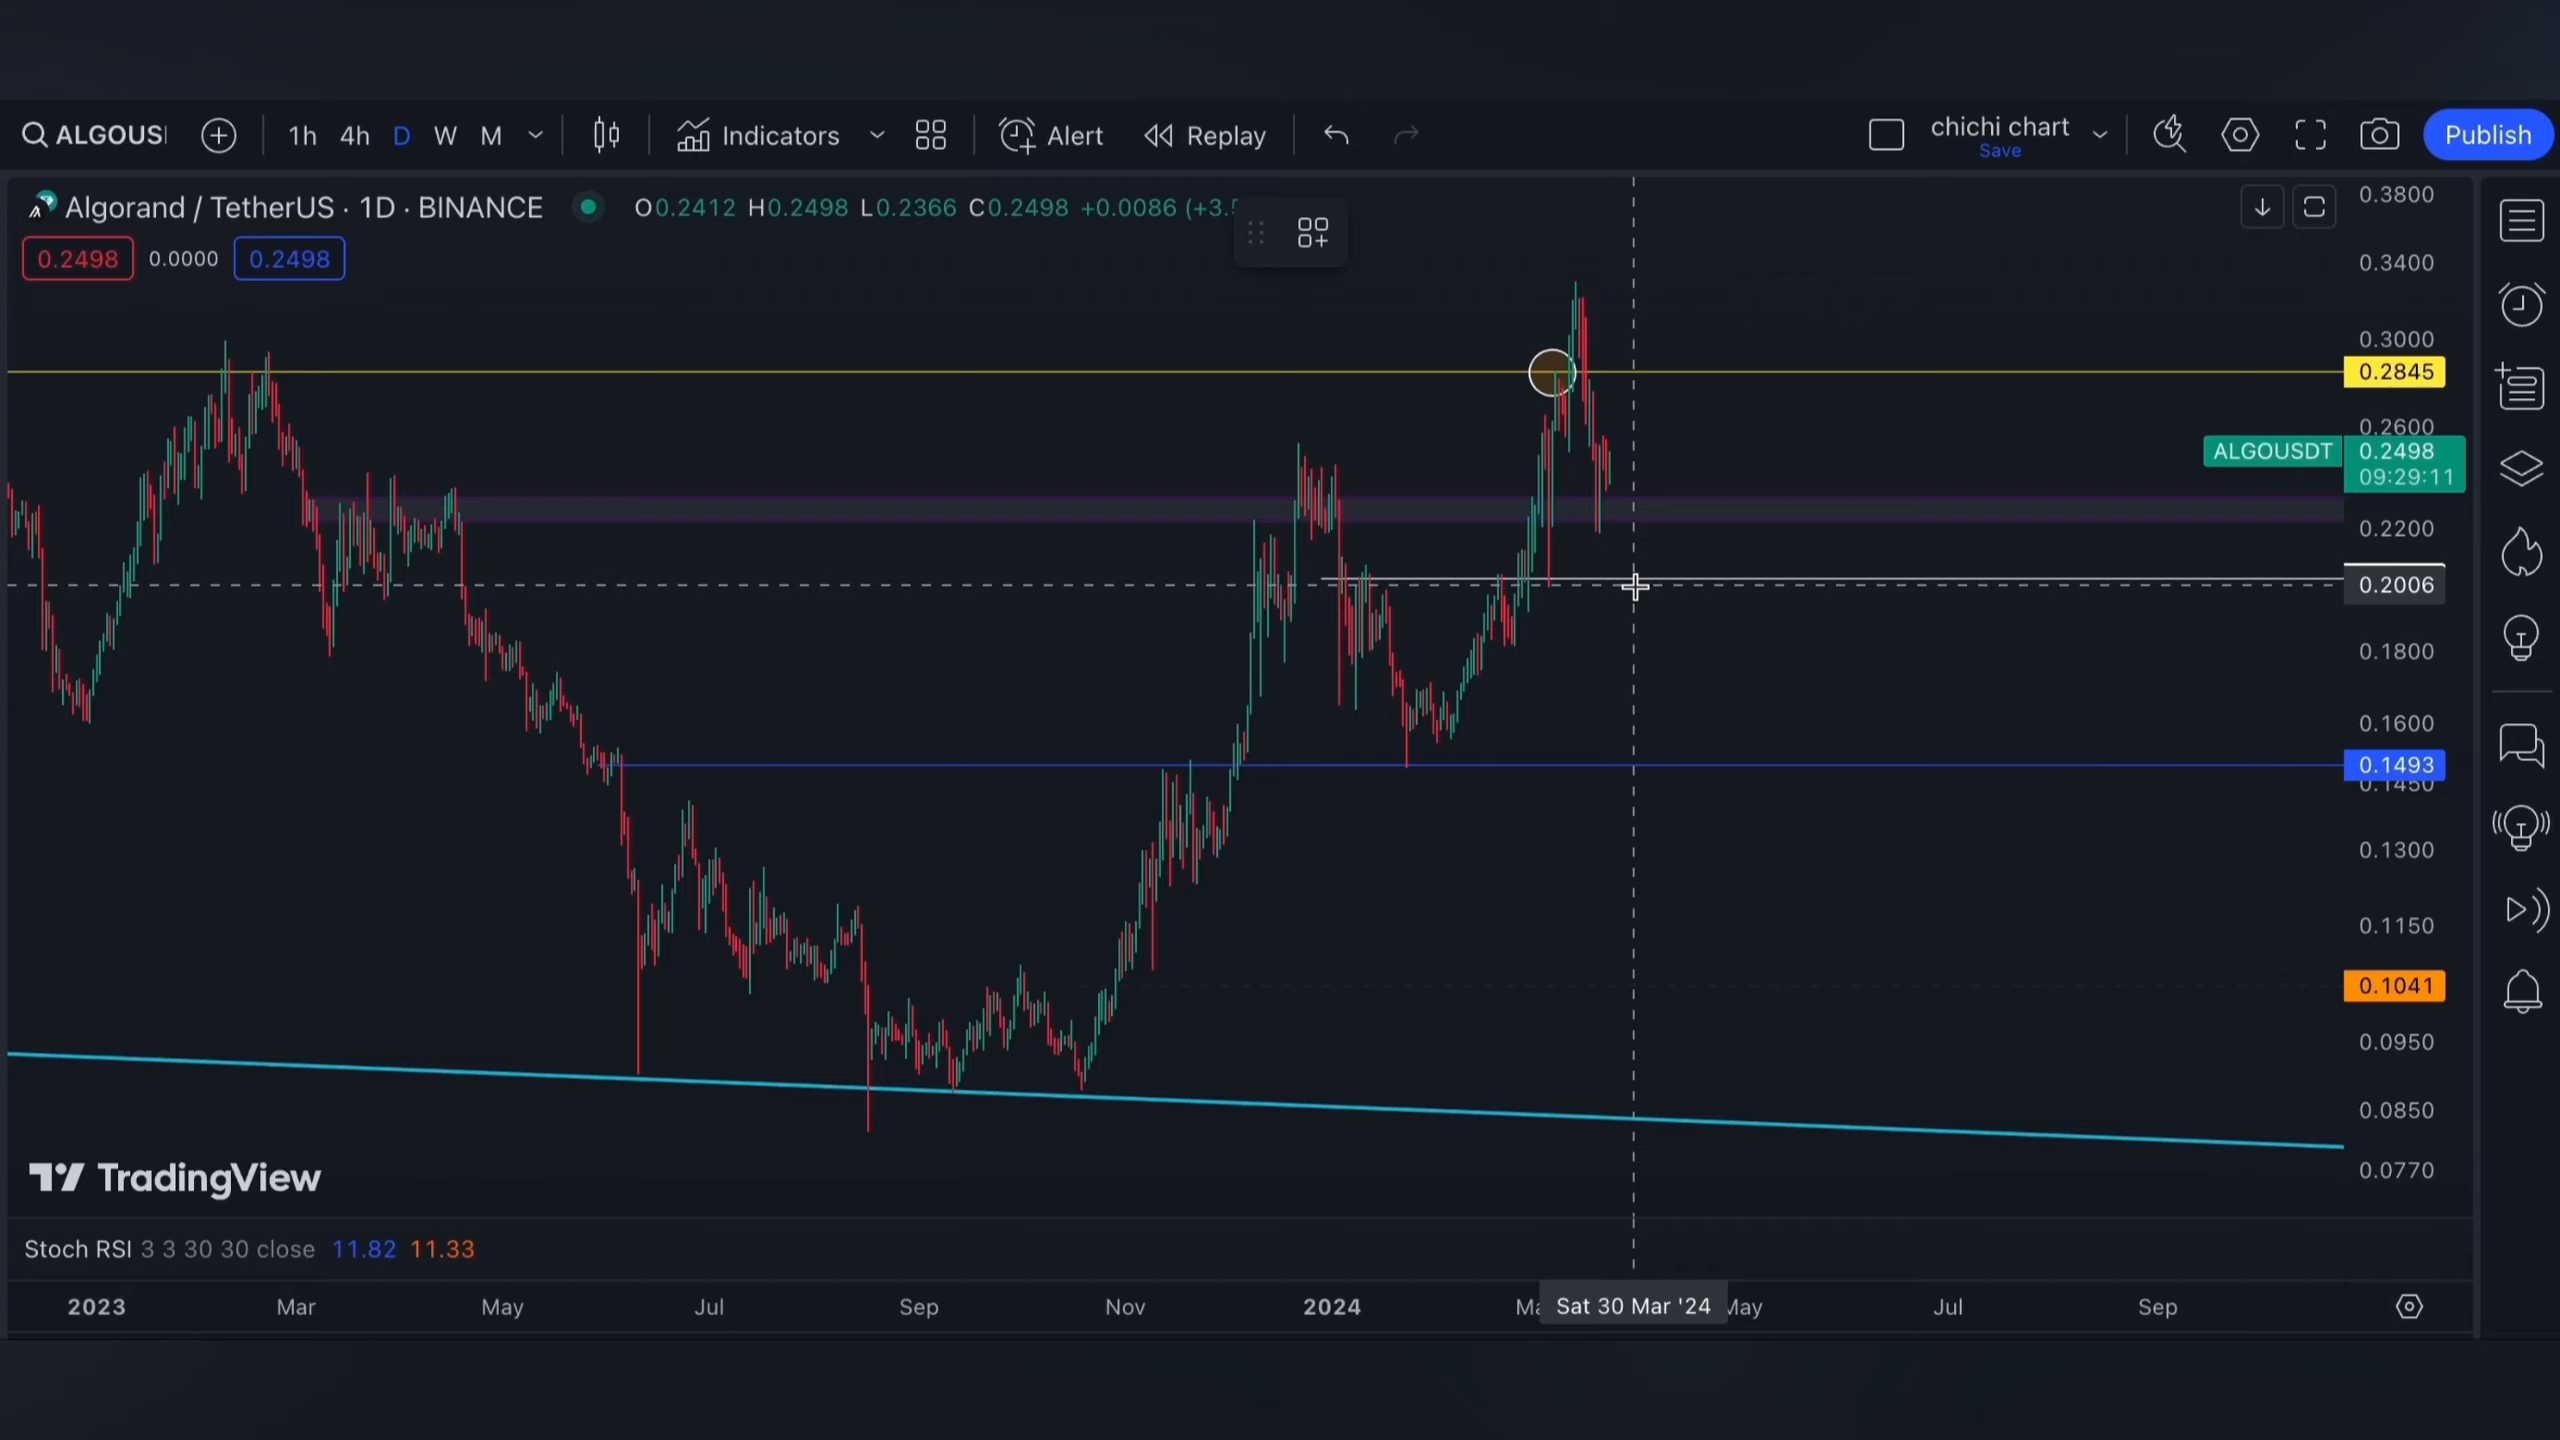 ALGOUS
1h 4h D W M Indicators Alert Replay chichi chart Save Publish
Algorand / TetherUS · 1D · BINANCE O0.2412 H0.2498 L0.2366 C0.2498 +0.0086
0.2498 0.0000 0.2498
0.3800
0.3400
0.3000
0.2845
0.2600
ALGOUSDT 0.2498
09:29:11
0.2200
0.2006
0.1800
0.1600
0.1493
0.1450
0.1300
0.1150
0.1041
0.0950
0.0850
0.0770
TradingView
Stoch RSI 3 3 30 30 close 11.82 11.33
2023 Mar May Jul Sep Nov 2024 Sat 30 Mar '24 May Jul Sep